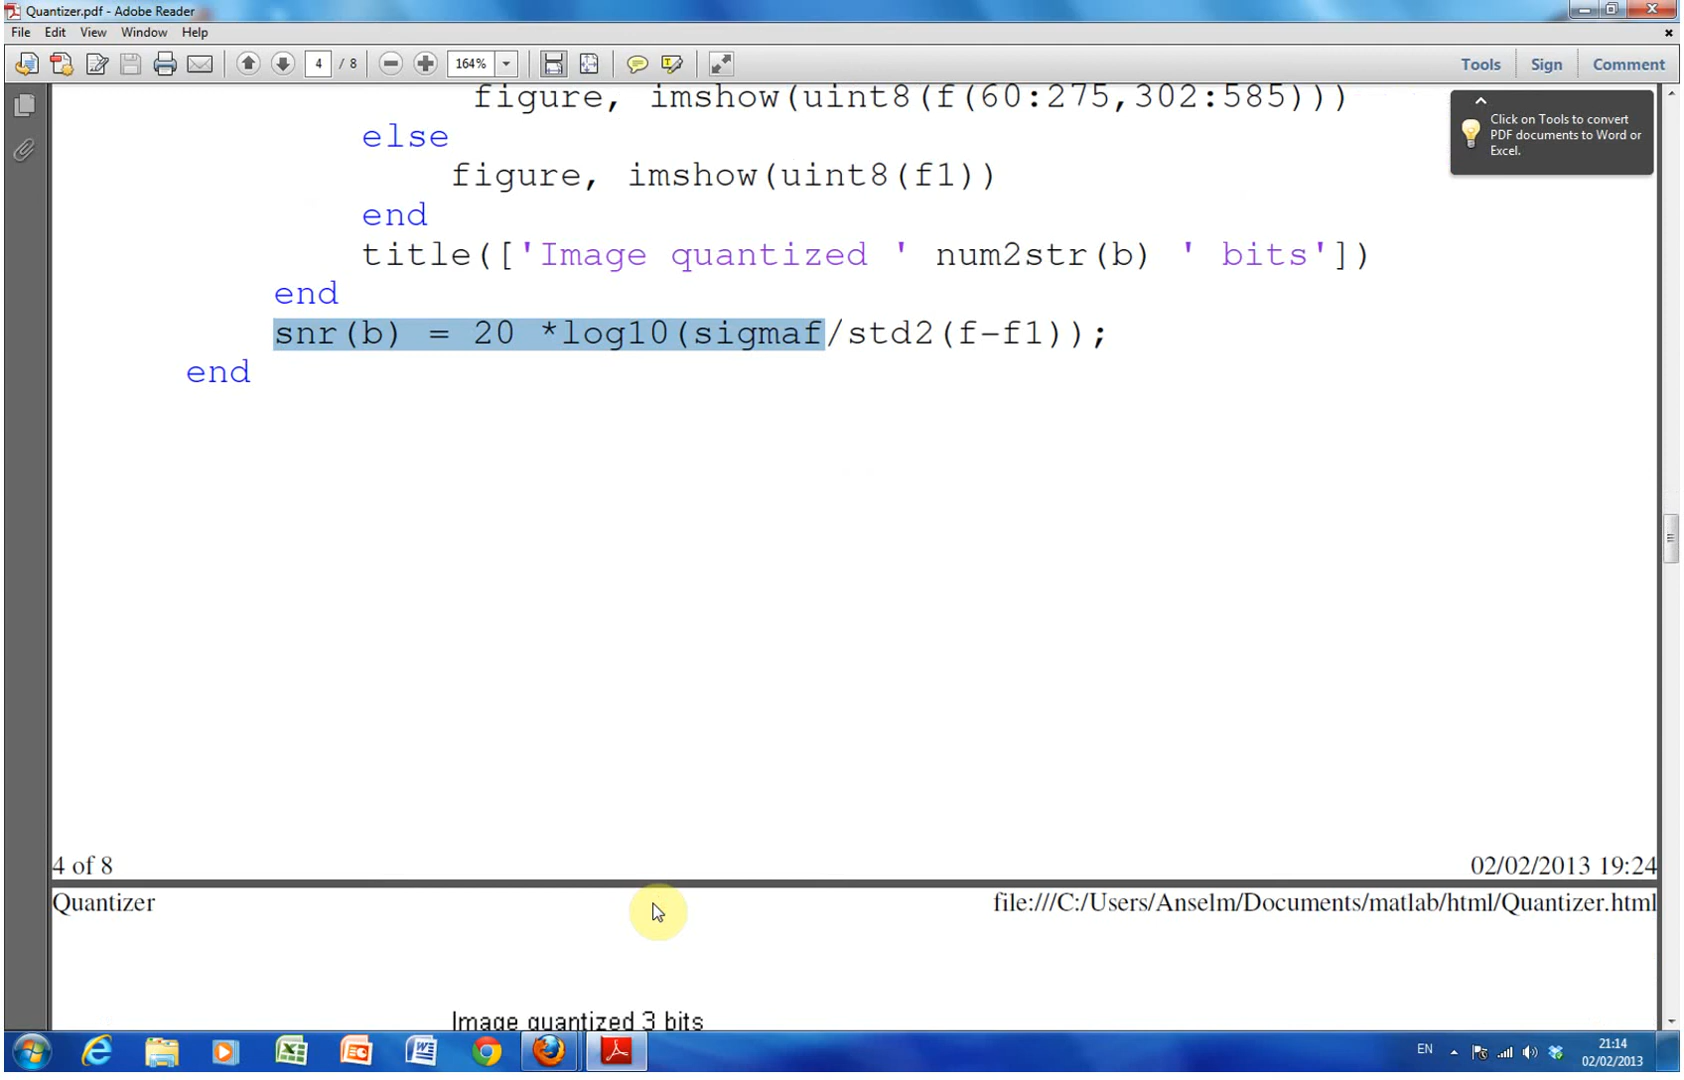 Quantizer.pdf - Adobe Reader
File Edit View Window Help
4 / 8 164% Tools Sign Comment
Click on Tools to convert
PDF documents to Word or
Excel.
figure, imshow(uint8(f(60:275,302:585)))
else
figure, imshow(uint8(f1))
end
title(['Image quantized ' num2str(b) ' bits'])
end
snr(b) = 20 *log10(sigmaf/std2(f-f1));
end
4 of 8 02/02/2013 19:24
Quantizer file:///C:/Users/Anselm/Documents/matlab/html/Quantizer.html
Image quantized 3 bits
EN 21:14
02/02/2013